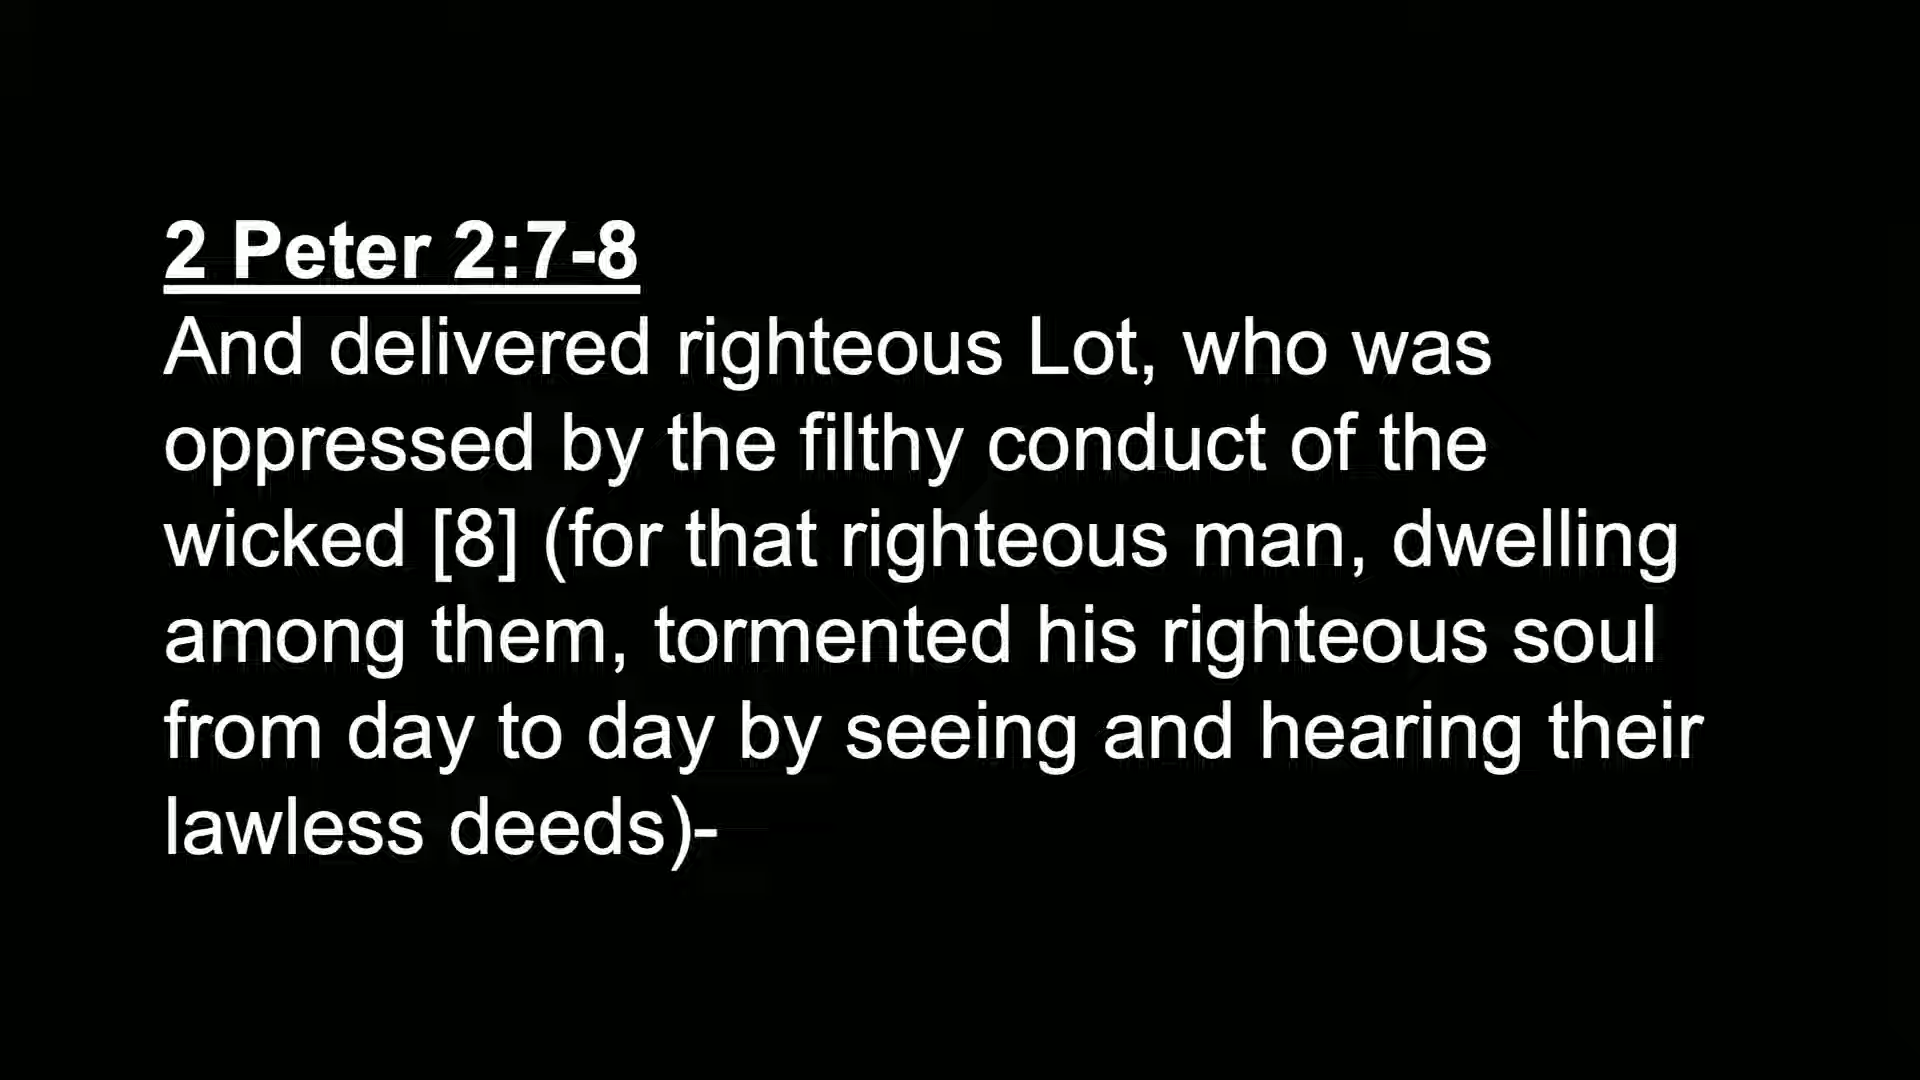 2 Peter 2:7-8
And delivered righteous Lot, who was
oppressed by the filthy conduct of the
wicked [8] (for that righteous man, dwelling
among them, tormented his righteous soul
from day to day by seeing and hearing their
lawless deeds)-